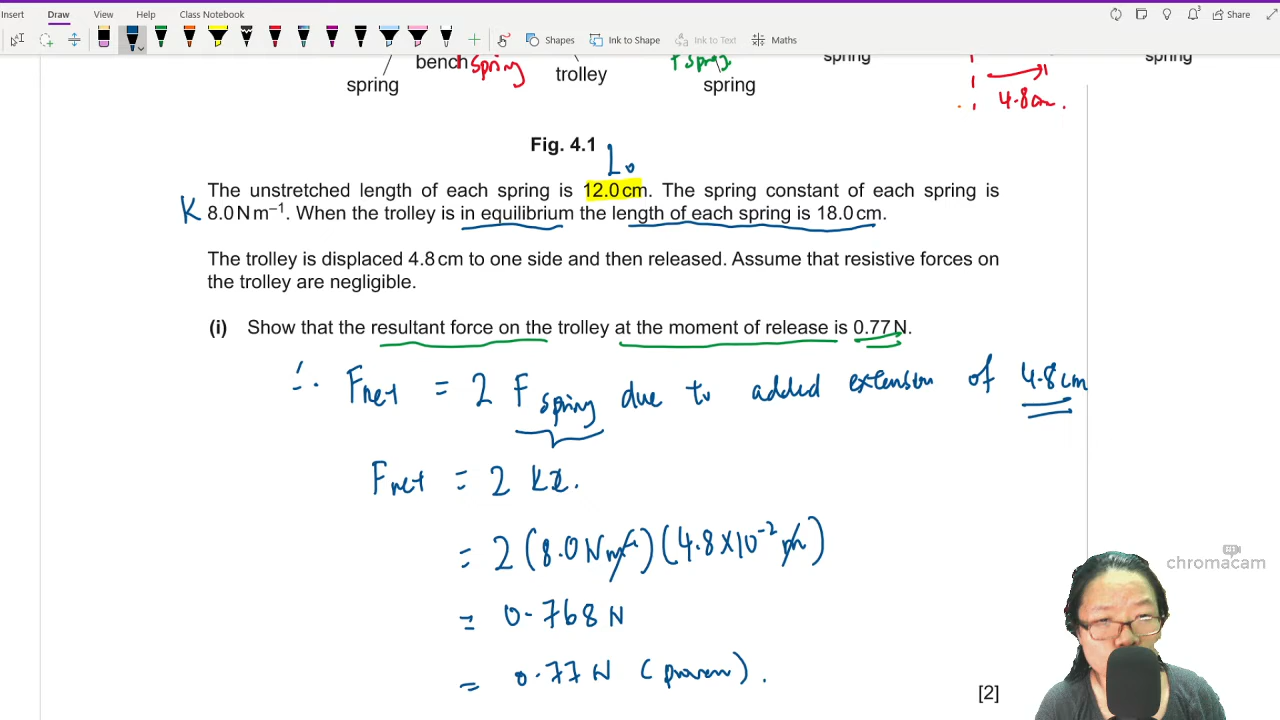 Insert Draw View Help Class Notebook Share
Shapes Ink to Shape Ink to Text Maths
bench spring F spring spring spring
spring trolley spring 4.8cm.
Fig. 4.1
L₀
The unstretched length of each spring is 12.0 cm. The spring constant of each spring is
K 8.0 N m⁻¹. When the trolley is in equilibrium the length of each spring is 18.0 cm.
The trolley is displaced 4.8 cm to one side and then released. Assume that resistive forces on
the trolley are negligible.
(i) Show that the resultant force on the trolley at the moment of release is 0.77 N.
∴ Fnet = 2 F spring due to added extension of 4.8cm
Fnet = 2 kx.
= 2 (8.0 N m⁻¹)(4.8×10⁻² m)
= 0.768 N
= 0.77 N (proven).
[2]
chromacam